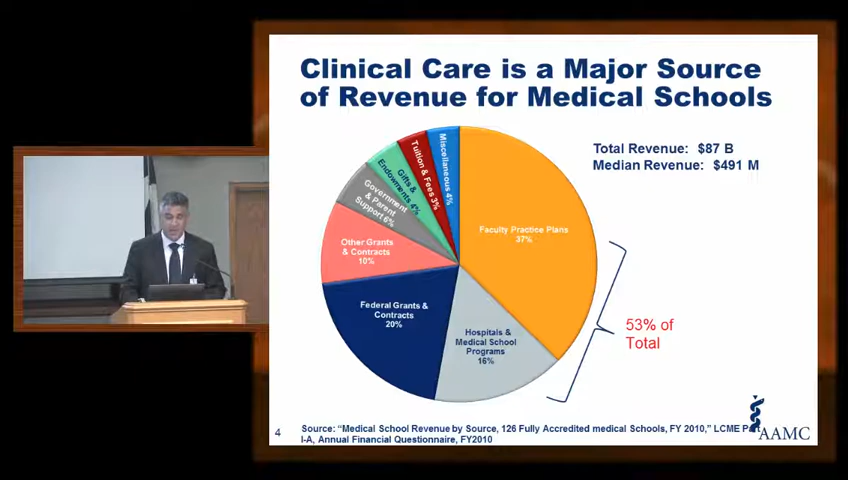 Clinical Care is a Major Source
of Revenue for Medical Schools
Total Revenue: $87 B
Median Revenue: $491 M
Miscellaneous 4%
Tuition & Fees 3%
Gifts &
Endowments 4%
Government
& Parent
Support 6%
Faculty Practice Plans
37%
Other Grants
& Contracts
10%
Federal Grants &
Contracts
20%
Hospitals &
Medical School
Programs
16%
53% of
Total
4
Source: "Medical School Revenue by Source, 126 Fully Accredited medical Schools, FY 2010," LCME Part
I-A, Annual Financial Questionnaire, FY2010
AAMC